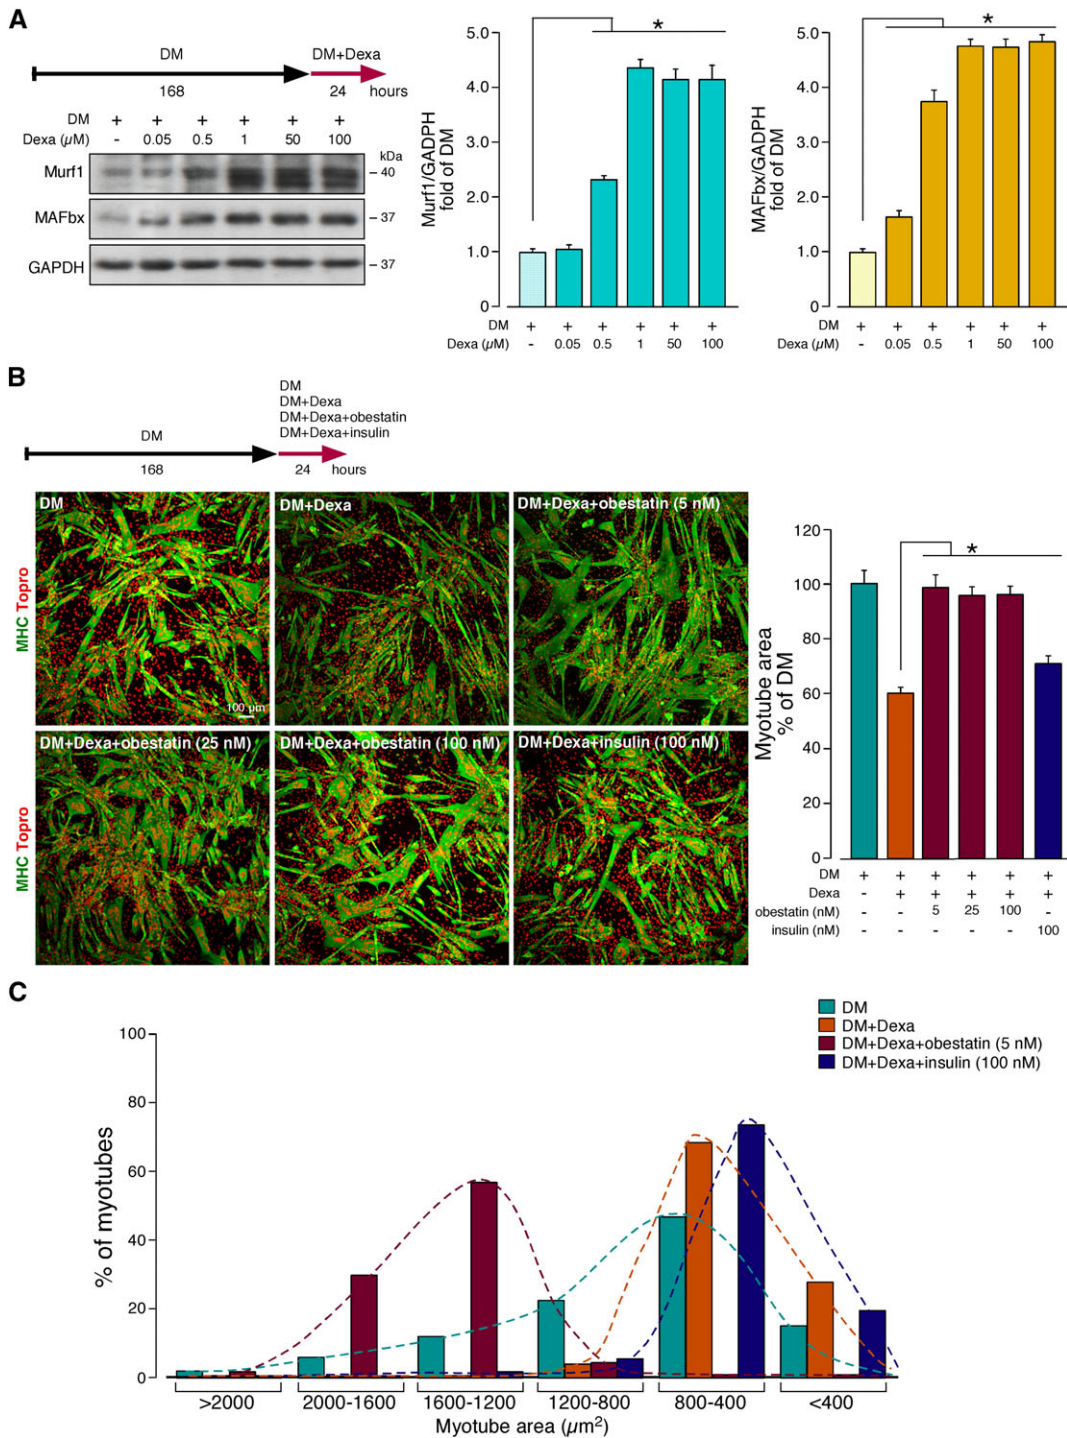 A
DM
DM+Dexa
168
24
hours
DM + + + + + +
Dexa (µM) - 0.05 0.5 1 50 100
kDa
Murf1
– 40
MAFbx
– 37
GAPDH
– 37
Murf1/GADPH
fold of DM
5.0
4.0
3.0
2.0
1.0
0
*
DM + + + + + +
Dexa (µM) - 0.05 0.5 1 50 100
MAFbx/GADPH
fold of DM
5.0
4.0
3.0
2.0
1.0
0
*
DM + + + + + +
Dexa (µM) - 0.05 0.5 1 50 100
B
DM
DM+Dexa
DM+Dexa+obestatin
DM+Dexa+insulin
DM
168
24
hours
MHC Topro
DM
100 µm
DM+Dexa
DM+Dexa+obestatin (5 nM)
MHC Topro
DM+Dexa+obestatin (25 nM)
DM+Dexa+obestatin (100 nM)
DM+Dexa+insulin (100 nM)
Myotube area
% of DM
120
100
80
60
40
20
0
*
DM + + + + + +
Dexa - + + + + +
obestatin (nM) - - 5 25 100 -
insulin (nM) - - - - - 100
C
DM
DM+Dexa
DM+Dexa+obestatin (5 nM)
DM+Dexa+insulin (100 nM)
% of myotubes
100
80
60
40
20
0
>2000 2000-1600 1600-1200 1200-800 800-400 <400
Myotube area (µm²)